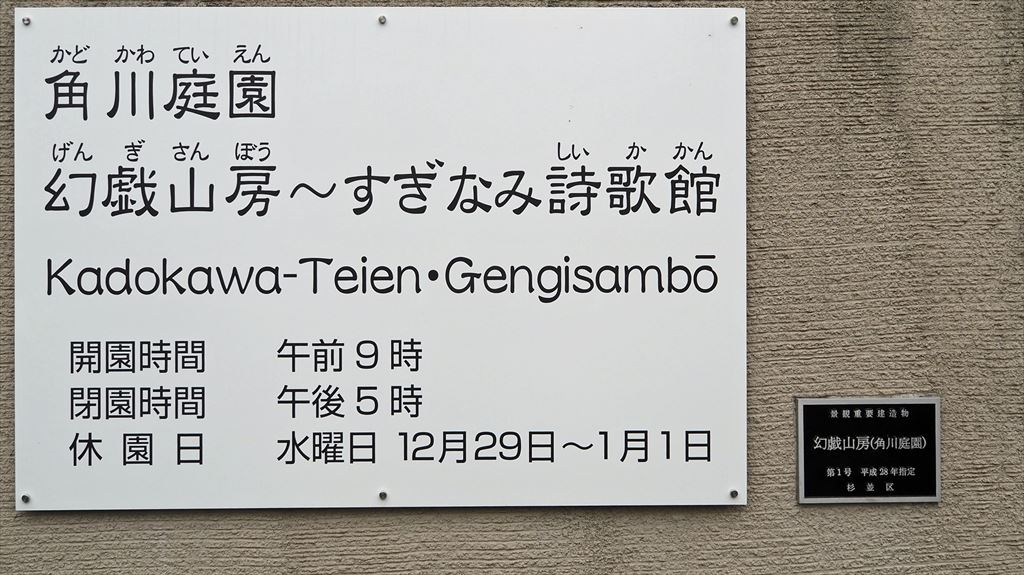 かど かわ てい えん
角川庭園
げん ぎ さん ぼう しい か かん
幻戯山房～すぎなみ詩歌館
Kadokawa-Teien・Gengisambō
開園時間 午前9時
閉園時間 午後5時
休園日 水曜日 12月29日～1月1日
景観重要建造物
幻戯山房(角川庭園)
第1号 平成28年指定
杉並区